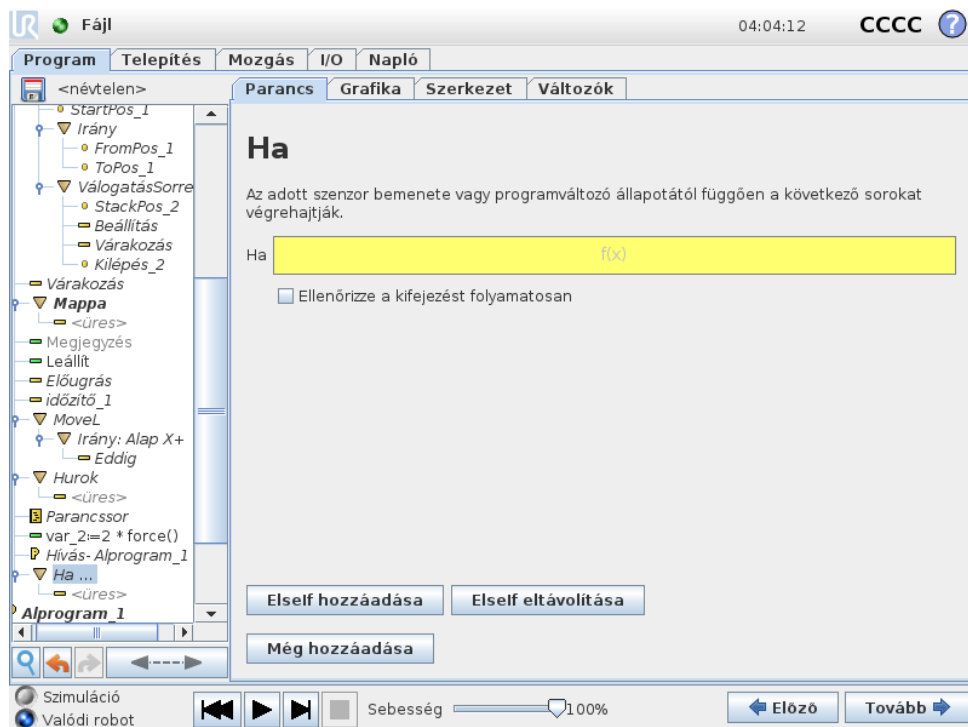 UR Fájl 04:04:12 CCCC ?
Program Telepítés Mozgás I/O Napló
<névtelen>
Parancs Grafika Szerkezet Változók
StartPos_1
Irány
FromPos_1
ToPos_1
VálogatásSorre
StackPos_2
Beállítás
Várakozás
Kilépés_2
Várakozás
Mappa
<üres>
Megjegyzés
Leállít
Előugrás
időzítő_1
MoveL
Irány: Alap X+
Eddig
Hurok
<üres>
Parancssor
var_2:=2 * force()
Hívás- Alprogram_1
Ha ...
<üres>
Alprogram_1
Ha
Az adott szenzor bemenete vagy programváltozó állapotától függően a következő sorokat
végrehajtják.
Ha f(x)
Ellenőrizze a kifejezést folyamatosan
Elself hozzáadása Elself eltávolítása
Még hozzáadása
Szimuláció
Valódi robot
Sebesség 100%
Előző Tovább